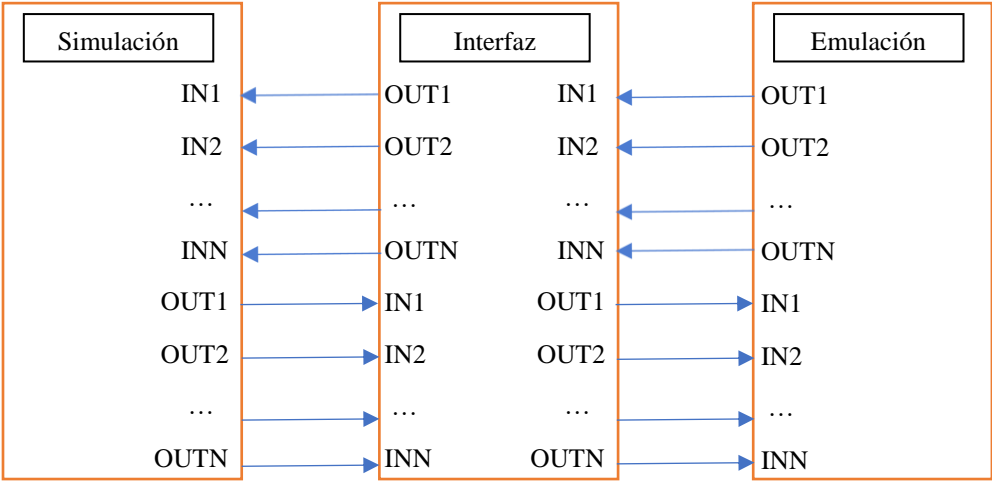 Simulación Interfaz Emulación
IN1 OUT1 IN1 OUT1
IN2 OUT2 IN2 OUT2
… … … …
INN OUTN INN OUTN
OUT1 IN1 OUT1 IN1
OUT2 IN2 OUT2 IN2
… … … …
OUTN INN OUTN INN